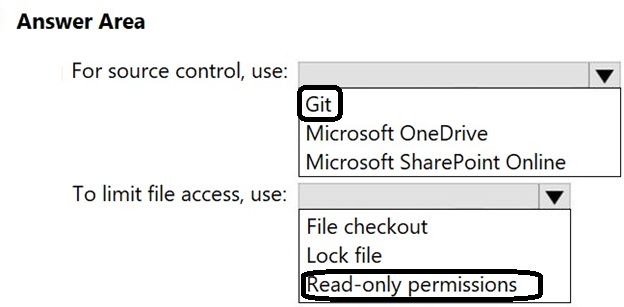 Answer Area
For source control, use:
Git
Microsoft OneDrive
Microsoft SharePoint Online
To limit file access, use:
File checkout
Lock file
Read-only permissions